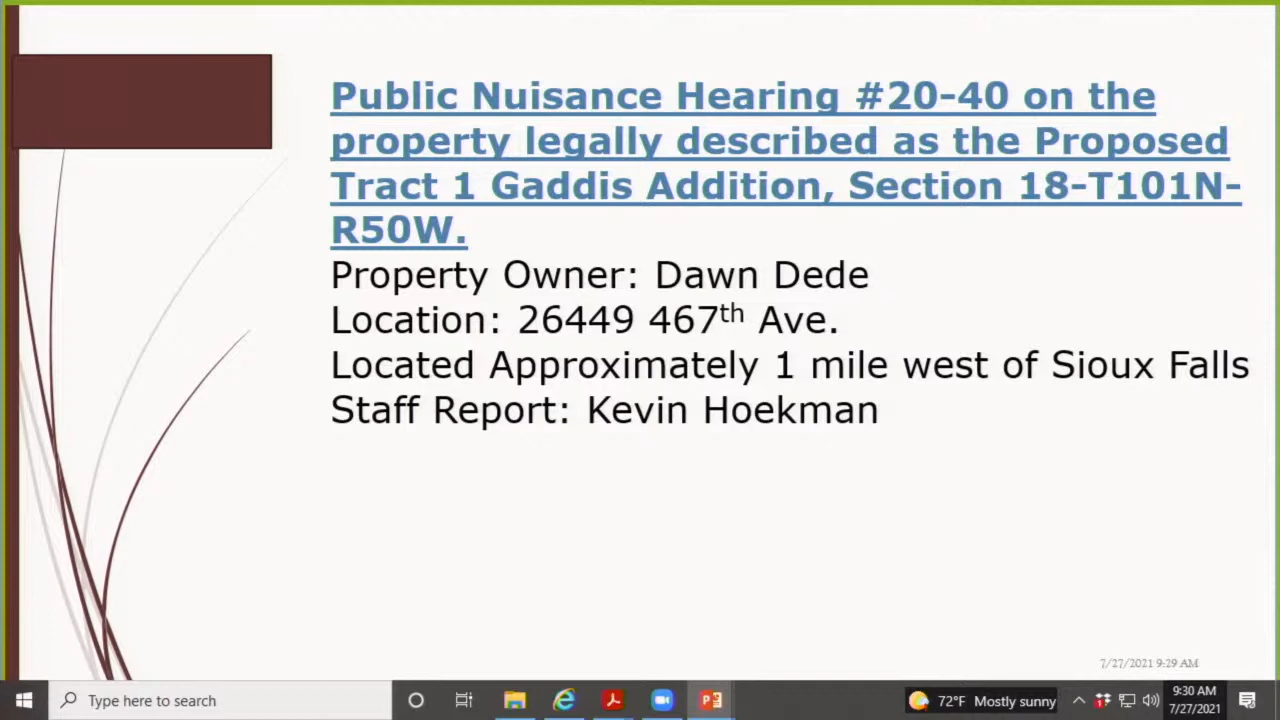 Public Nuisance Hearing #20-40 on the
property legally described as the Proposed
Tract 1 Gaddis Addition, Section 18-T101N-
R50W.
Property Owner: Dawn Dede
Location: 26449 467th Ave.
Located Approximately 1 mile west of Sioux Falls
Staff Report: Kevin Hoekman
7/27/2021 9:29 AM
Type here to search
72°F Mostly sunny
9:30 AM
7/27/2021